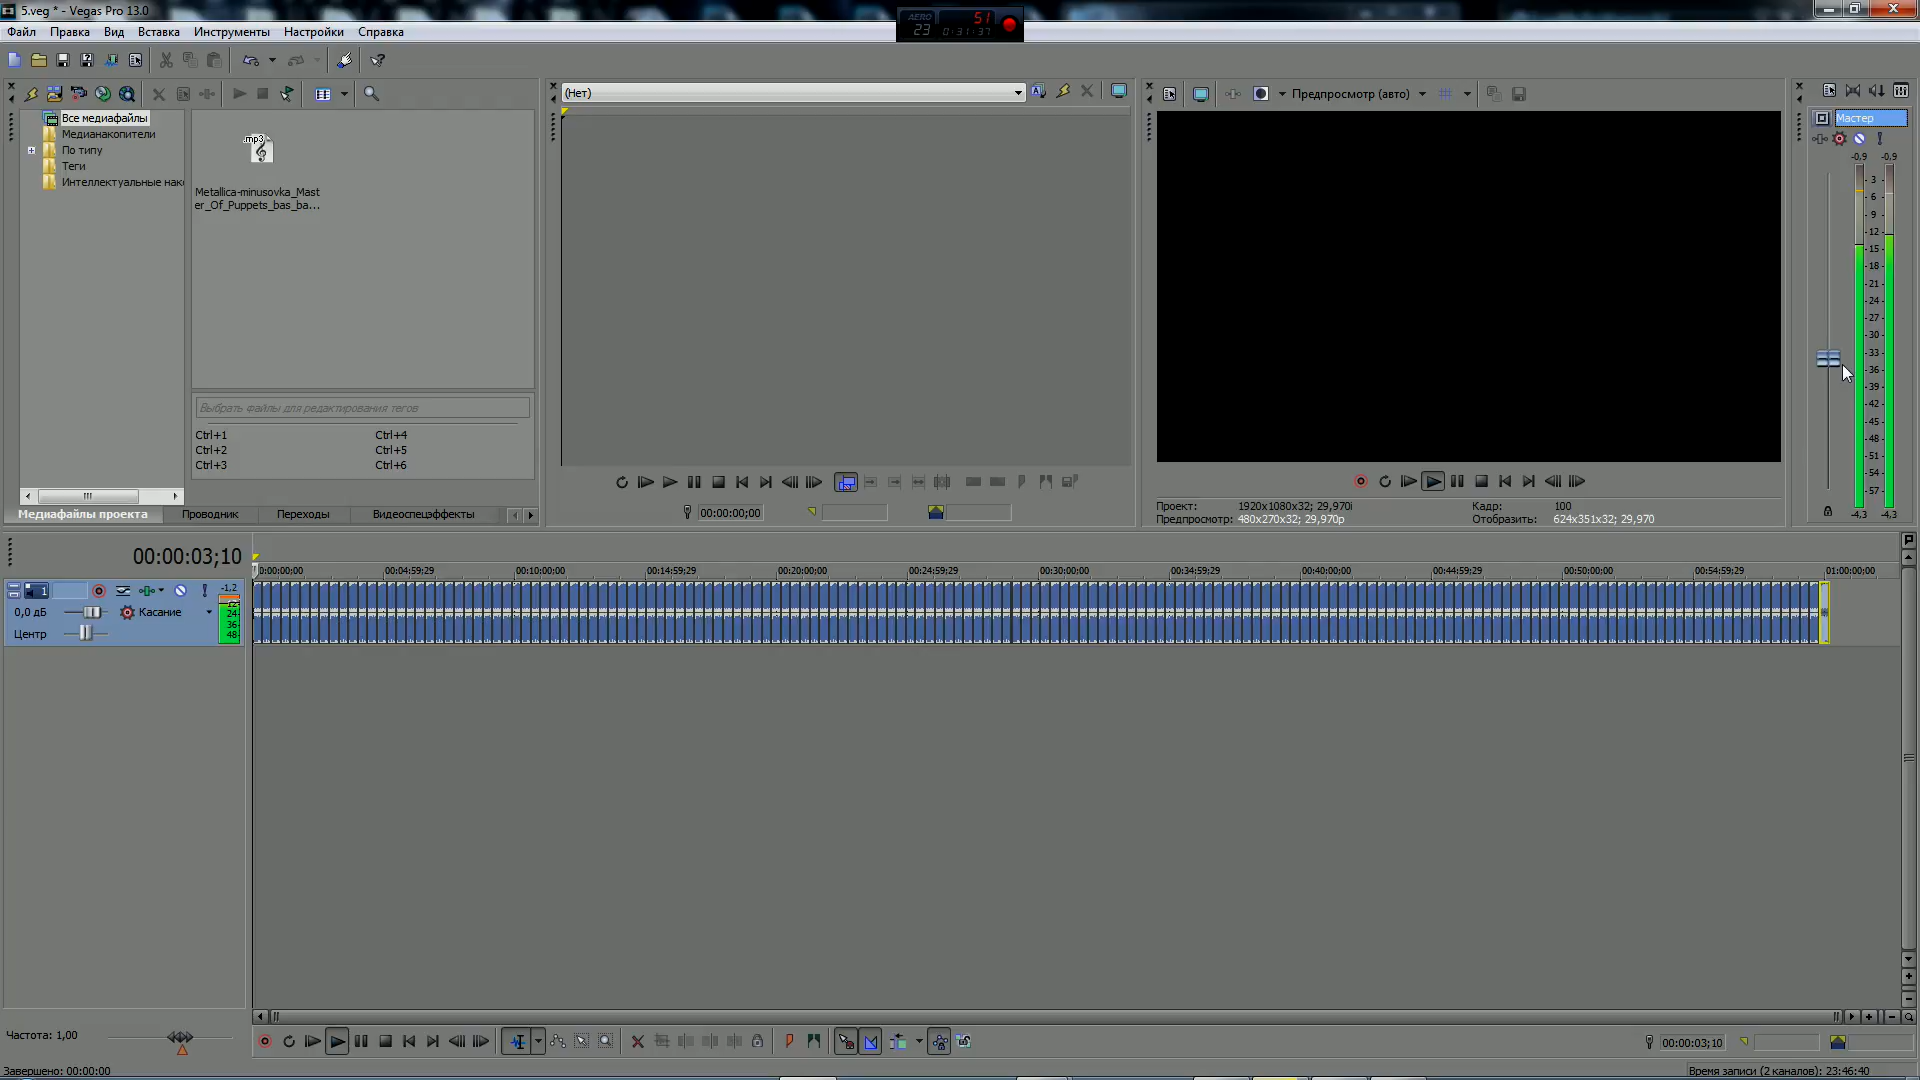 5.veg * - Vegas Pro 13.0
AERO 23 51 0:31:37
Файл Правка Вид Вставка Инструменты Настройки Справка
(Нет)
Предпросмотр (авто)
Все медиафайлы
Медианакопители
По типу
Теги
Интеллектуальные нак
.mp3
Metallica-minusovka_Mast
er_Of_Puppets_bas_ba...
Выбрать файлы для редактирования тегов
Ctrl+1 Ctrl+4
Ctrl+2 Ctrl+5
Ctrl+3 Ctrl+6
Медиафайлы проекта Проводник Переходы Видеоспецэффекты
00:00:00;00
Проект: 1920x1080x32; 29,970i Кадр: 100
Предпросмотр: 480x270x32; 29,970p Отобразить: 624x351x32; 29,970
Мастер
-0,9 -0,9
- 3 -
- 6 -
- 9 -
- 12 -
- 15 -
- 18 -
- 21 -
- 24 -
- 27 -
- 30 -
- 33 -
- 36 -
- 39 -
- 42 -
- 45 -
- 48 -
- 51 -
- 54 -
- 57 -
-4,3 -4,3
00:00:03;10
0:00:00;00 00:04:59;29 00:10:00;00 00:14:59;29 00:20:00;00 00:24:59;29 00:30:00;00 00:34:59;29 00:40:00;00 00:44:59;29 00:50:00;00 00:54:59;29 01:00:00;00
1 -1,2
0,0 дБ Касание
Центр
12
24
36
48
Частота: 1,00
00:00:03;10
Завершено: 00:00:00
Время записи (2 каналов): 23:46:40